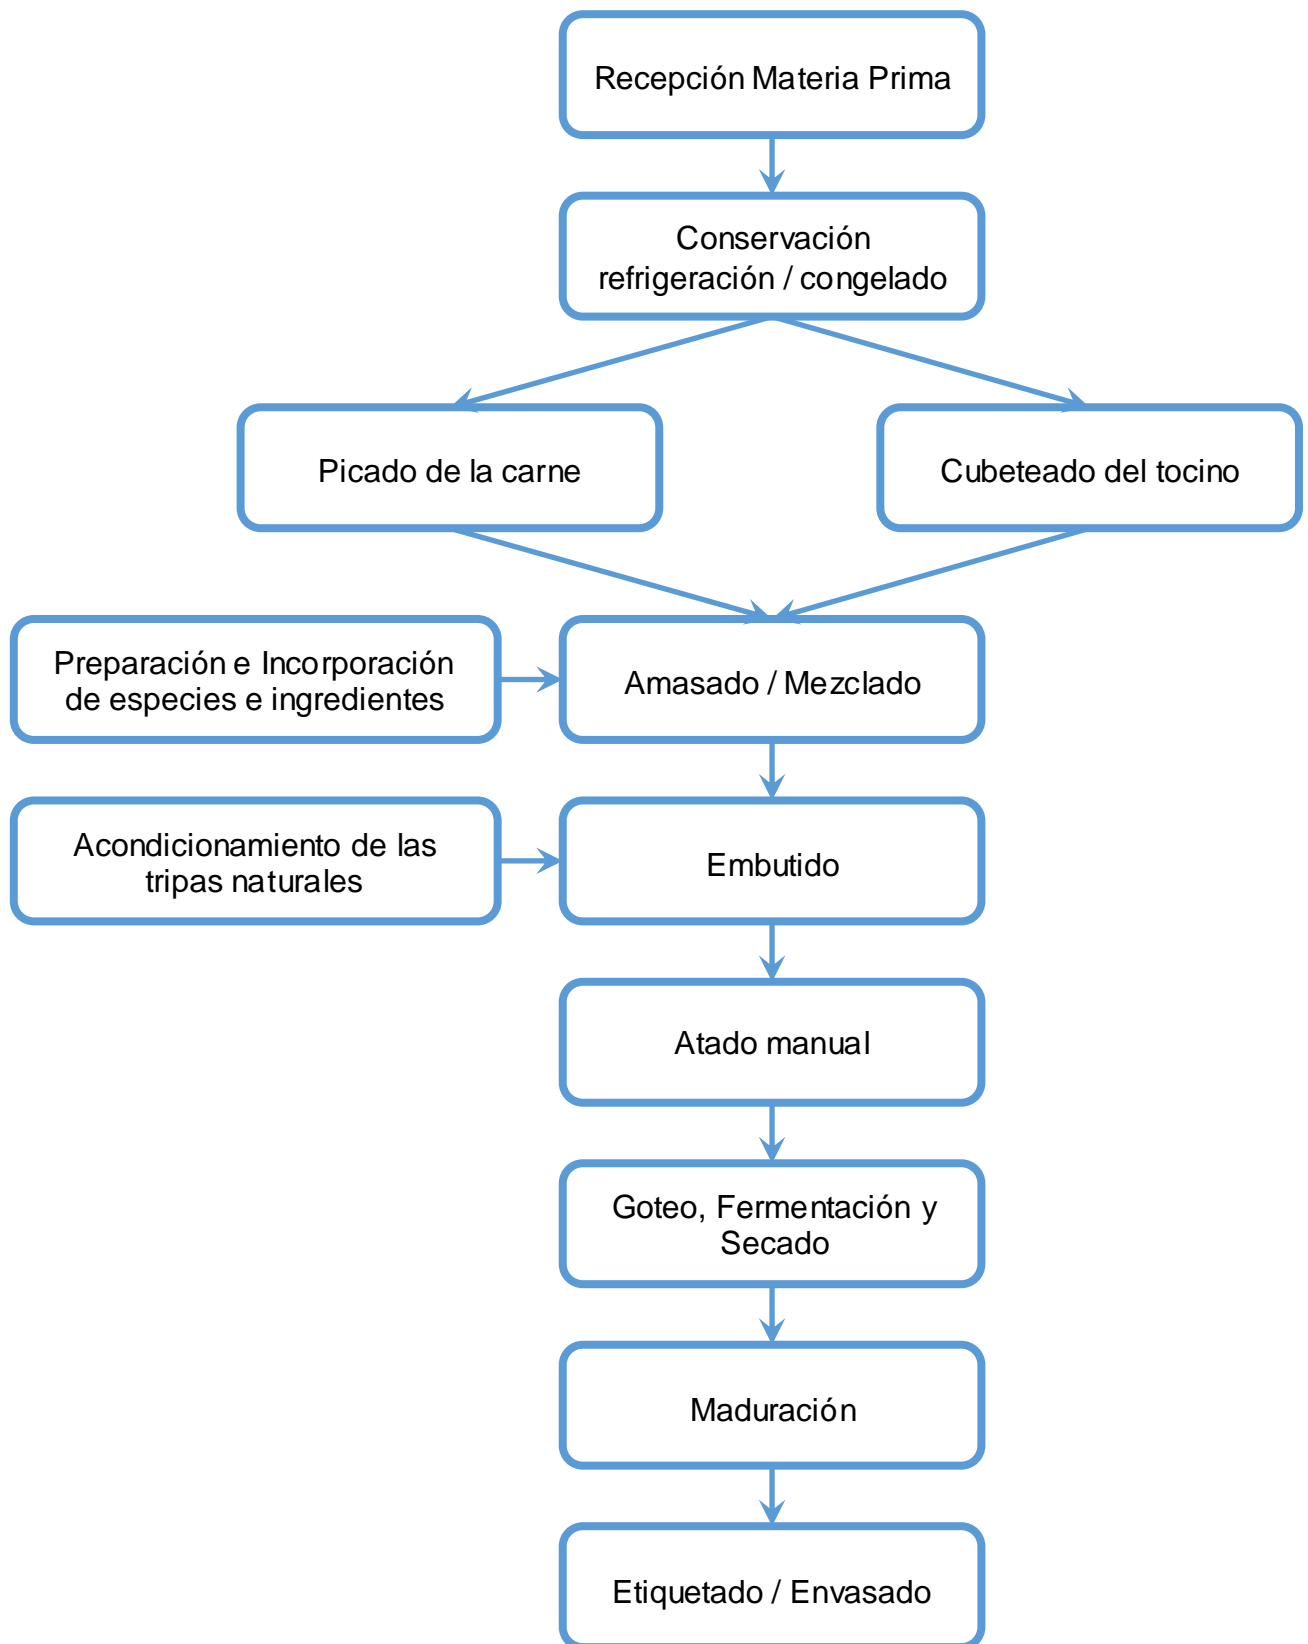 Recepción Materia Prima
Conservación
refrigeración / congelado
Picado de la carne
Cubeteado del tocino
Preparación e Incorporación
de especies e ingredientes
Amasado / Mezclado
Acondicionamiento de las
tripas naturales
Embutido
Atado manual
Goteo, Fermentación y
Secado
Maduración
Etiquetado / Envasado